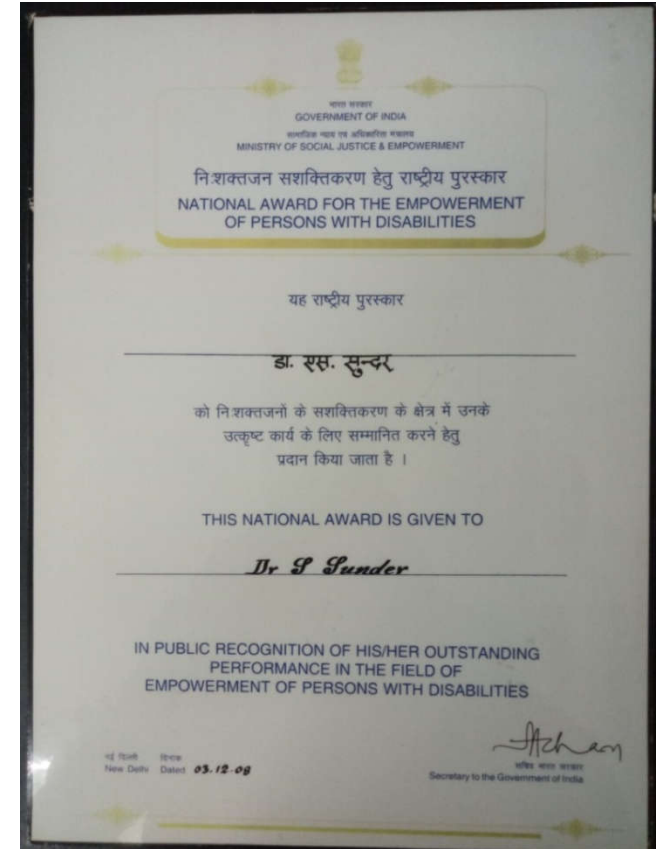 भारत सरकार
GOVERNMENT OF INDIA
सामाजिक न्याय एवं अधिकारिता मंत्रालय
MINISTRY OF SOCIAL JUSTICE & EMPOWERMENT
नि:शक्तजन सशक्तिकरण हेतु राष्ट्रीय पुरस्कार
NATIONAL AWARD FOR THE EMPOWERMENT
OF PERSONS WITH DISABILITIES
यह राष्ट्रीय पुरस्कार
डा. एस. सुन्दर
को नि:शक्तजनों के सशक्तिकरण के क्षेत्र में उनके
उत्कृष्ट कार्य के लिए सम्मानित करने हेतु
प्रदान किया जाता है ।
THIS NATIONAL AWARD IS GIVEN TO
Dr S Sunder
IN PUBLIC RECOGNITION OF HIS/HER OUTSTANDING
PERFORMANCE IN THE FIELD OF
EMPOWERMENT OF PERSONS WITH DISABILITIES
नई दिल्ली दिनांक
New Delhi Dated 03.12.08
सचिव भारत सरकार
Secretary to the Government of India